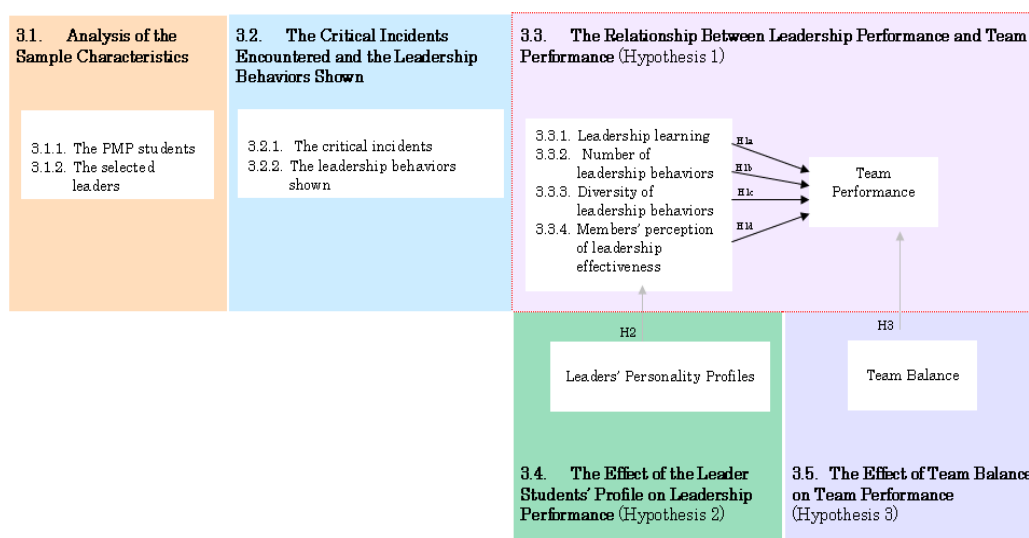 3.1. Analysis of the
Sample Characteristics
3.1.1. The PMP students
3.1.2. The selected
leaders
3.2. The Critical Incidents
Encountered and the Leadership
Behaviors Shown
3.2.1. The critical incidents
3.2.2. The leadership behaviors
shown
3.3. The Relationship Between Leadership Performance and Team
Performance (Hypothesis 1)
3.3.1. Leadership learning
3.3.2. Number of
leadership behaviors
3.3.3. Diversity of
leadership behaviors
3.3.4. Members' perception
of leadership
effectiveness
H1a
H1b
H1c
H1d
Team
Performance
H2
Leaders' Personality Profiles
3.4. The Effect of the Leader
Students' Profile on Leadership
Performance (Hypothesis 2)
H3
Team Balance
3.5. The Effect of Team Balance
on Team Performance
(Hypothesis 3)